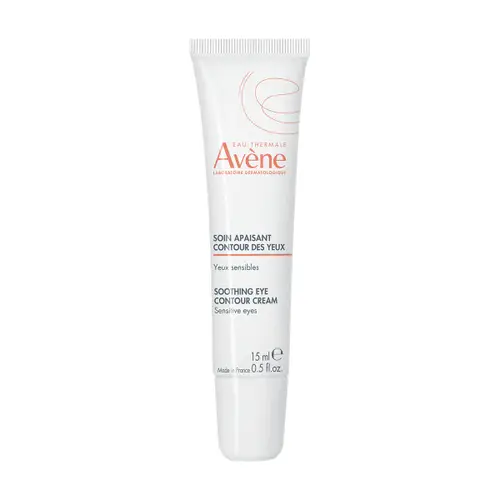 EAU THERMALE
Avène
LABORATOIRE DERMATOLOGIQUE
SOIN APAISANT
CONTOUR DES YEUX
Yeux sensibles
SOOTHING EYE
CONTOUR CREAM
Sensitive eyes
15 ml e
Made in France 0.5 fl.oz.